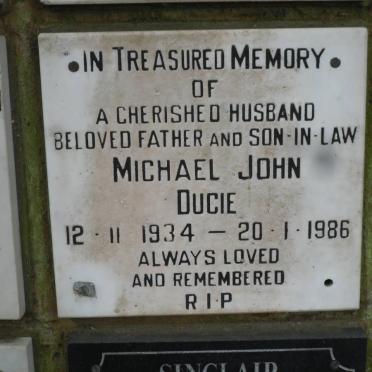 IN TREASURED MEMORY
OF
A CHERISHED HUSBAND
BELOVED FATHER AND SON-IN-LAW
MICHAEL JOHN
DUCIE
12 · 11 1934 — 20 · 1 · 1986
ALWAYS LOVED
AND REMEMBERED
R I P
SINCLAIR